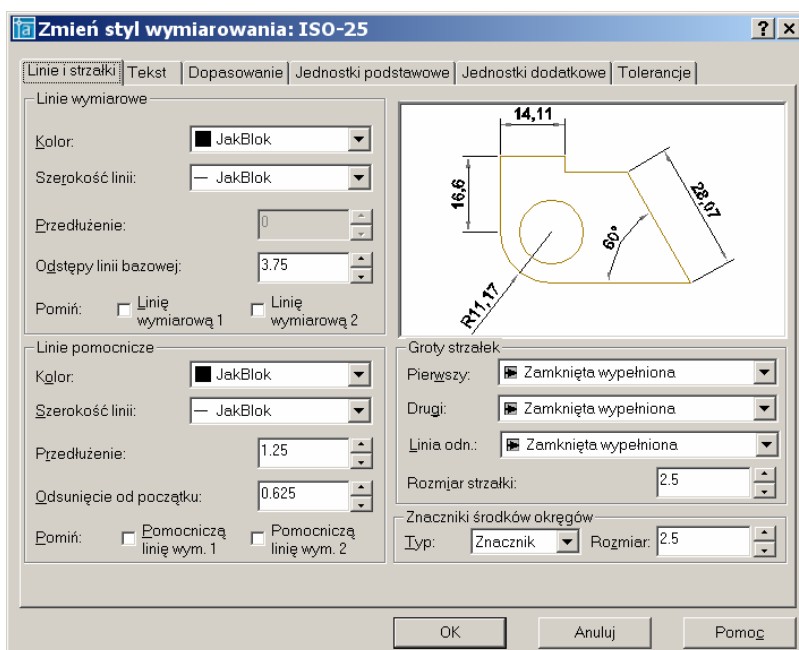 Zmień styl wymiarowania: ISO-25
Linie i strzałki Tekst Dopasowanie Jednostki podstawowe Jednostki dodatkowe Tolerancje
Linie wymiarowe
Kolor: JakBlok
Szerokość linii: JakBlok
Przedłużenie: 0
Odstępy linii bazowej: 3.75
Pomiń: Linię wymiarową 1 Linię wymiarową 2
14,11
16,6
28,07
60°
R11,17
Linie pomocnicze
Kolor: JakBlok
Szerokość linii: JakBlok
Przedłużenie: 1.25
Odsunięcie od początku: 0.625
Pomiń: Pomocniczą linię wym. 1 Pomocniczą linię wym. 2
Groty strzałek
Pierwszy: Zamknięta wypełniona
Drugi: Zamknięta wypełniona
Linia odn.: Zamknięta wypełniona
Rozmiar strzałki: 2.5
Znaczniki środków okręgów
Typ: Znacznik Rozmiar: 2.5
OK Anuluj Pomoc